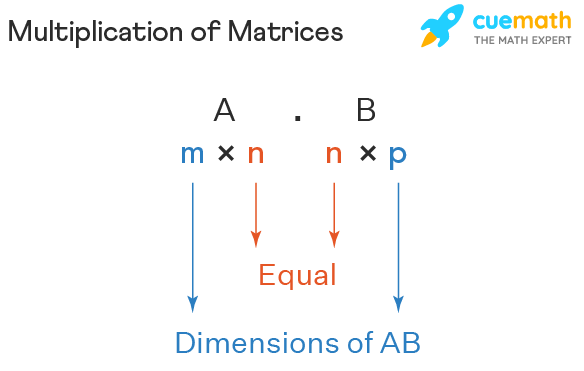 Multiplication of Matrices
cuemath
THE MATH EXPERT
A . B
m × n n × p
Equal
Dimensions of AB